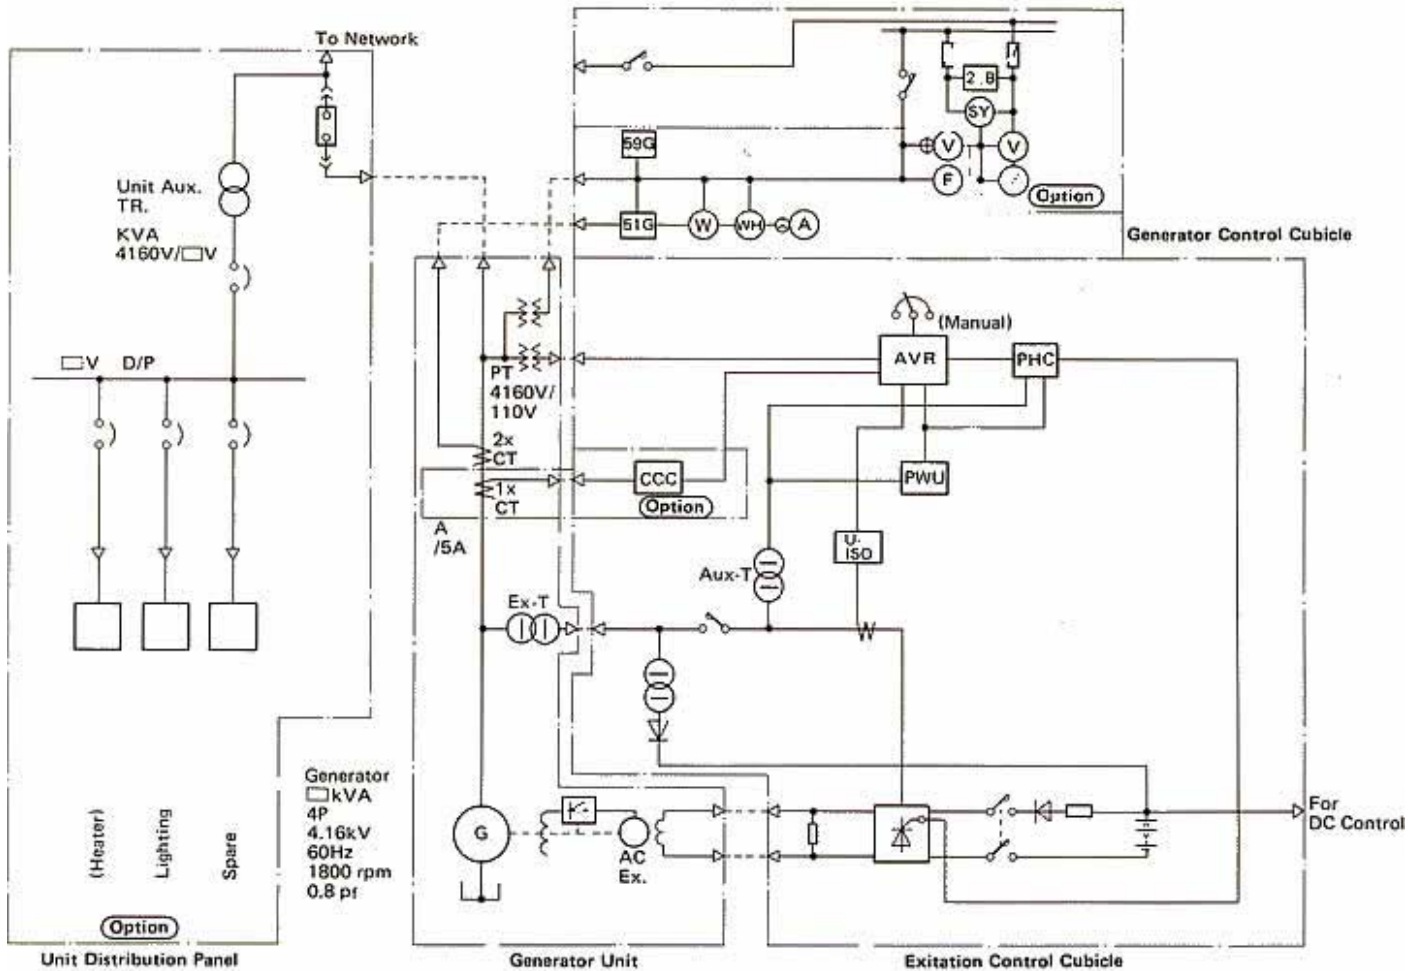 To Network
Unit Aux.
TR.
KVA
4160V/□V
□V D/P
(Heater)
Lighting
Spare
Option
Unit Distribution Panel
59G
51G
W
WH
A
2.B
SY
V
V
F
Option
Generator Control Cubicle
PT
4160V/
110V
2x
CT
1x
CT
A
/5A
CCC
Option
(Manual)
AVR
PHC
PWU
U-
ISO
Aux-T
Ex-T
Generator
□kVA
4P
4.16kV
60Hz
1800 rpm
0.8 pf
G
AC
Ex.
For
DC Control
Generator Unit
Exitation Control Cubicle